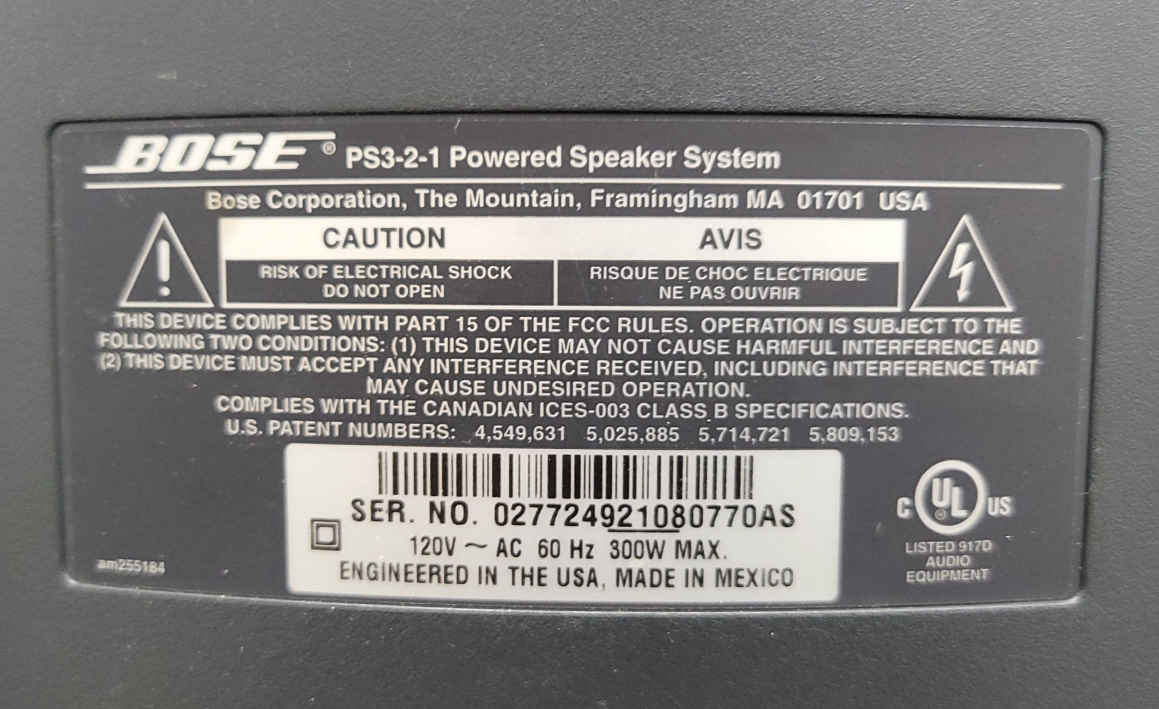 BOSE® PS3-2-1 Powered Speaker System
Bose Corporation, The Mountain, Framingham MA 01701 USA
CAUTION AVIS
RISK OF ELECTRICAL SHOCK RISQUE DE CHOC ELECTRIQUE
DO NOT OPEN NE PAS OUVRIR
THIS DEVICE COMPLIES WITH PART 15 OF THE FCC RULES. OPERATION IS SUBJECT TO THE
FOLLOWING TWO CONDITIONS: (1) THIS DEVICE MAY NOT CAUSE HARMFUL INTERFERENCE AND
(2) THIS DEVICE MUST ACCEPT ANY INTERFERENCE RECEIVED, INCLUDING INTERFERENCE THAT
MAY CAUSE UNDESIRED OPERATION.
COMPLIES WITH THE CANADIAN ICES-003 CLASS B SPECIFICATIONS.
U.S. PATENT NUMBERS: 4,549,631 5,025,885 5,714,721 5,809,153
SER. NO. 027724921080770AS
120V ~ AC 60 Hz 300W MAX.
ENGINEERED IN THE USA, MADE IN MEXICO
C UL® US
LISTED 917D
AUDIO
EQUIPMENT
am255184